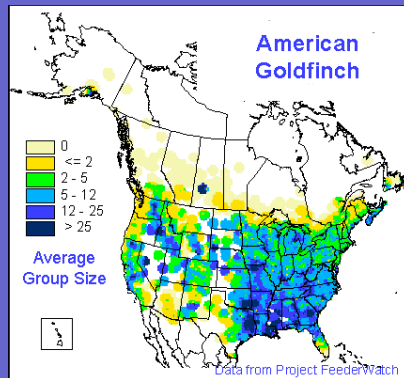 American
Goldfinch
0
<= 2
2 - 5
5 - 12
12 - 25
> 25
Average
Group Size
Data from Project FeederWatch